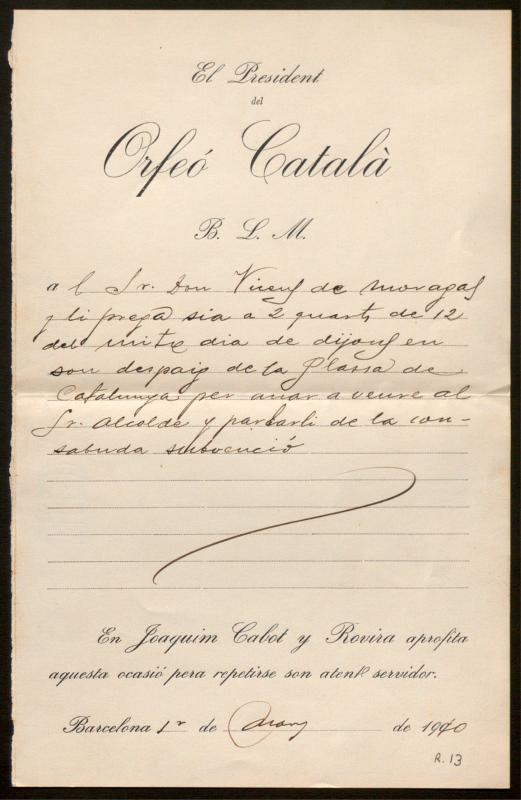 El President
del
Orfeó Català
B. L. M.
al Sr. Don Vicens de Moragas
y li prega sia a 2 quarts de 12
del mitx dia de dijous en
son despaig de la Plassa de
Catalunya per anar a veure al
Sr. Alcalde y parlarli de la con-
sabuda subvenció
En Joaquim Cabot y Rovira aprofita
aquesta ocasió pera repetirse son atent servidor.
Barcelona 1r de Mars de 1910
R. 13